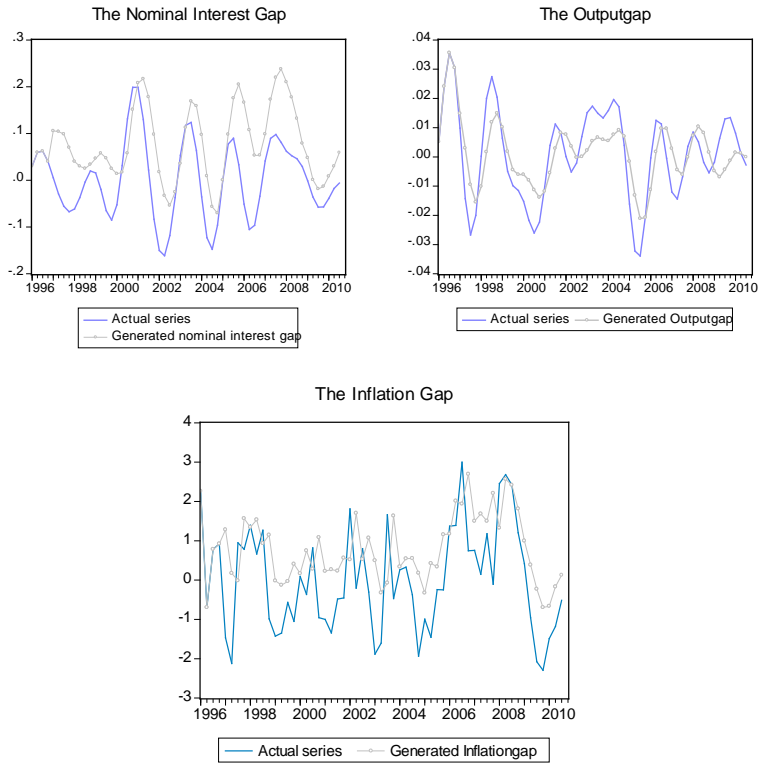 The Nominal Interest Gap
.3
.2
.1
.0
-.1
-.2
1996 1998 2000 2002 2004 2006 2008 2010
Actual series
Generated nominal interest gap
The Outputgap
.04
.03
.02
.01
.00
-.01
-.02
-.03
-.04
1996 1998 2000 2002 2004 2006 2008 2010
Actual series Generated Outputgap
The Inflation Gap
4
3
2
1
0
-1
-2
-3
1996 1998 2000 2002 2004 2006 2008 2010
Actual series Generated Inflationgap